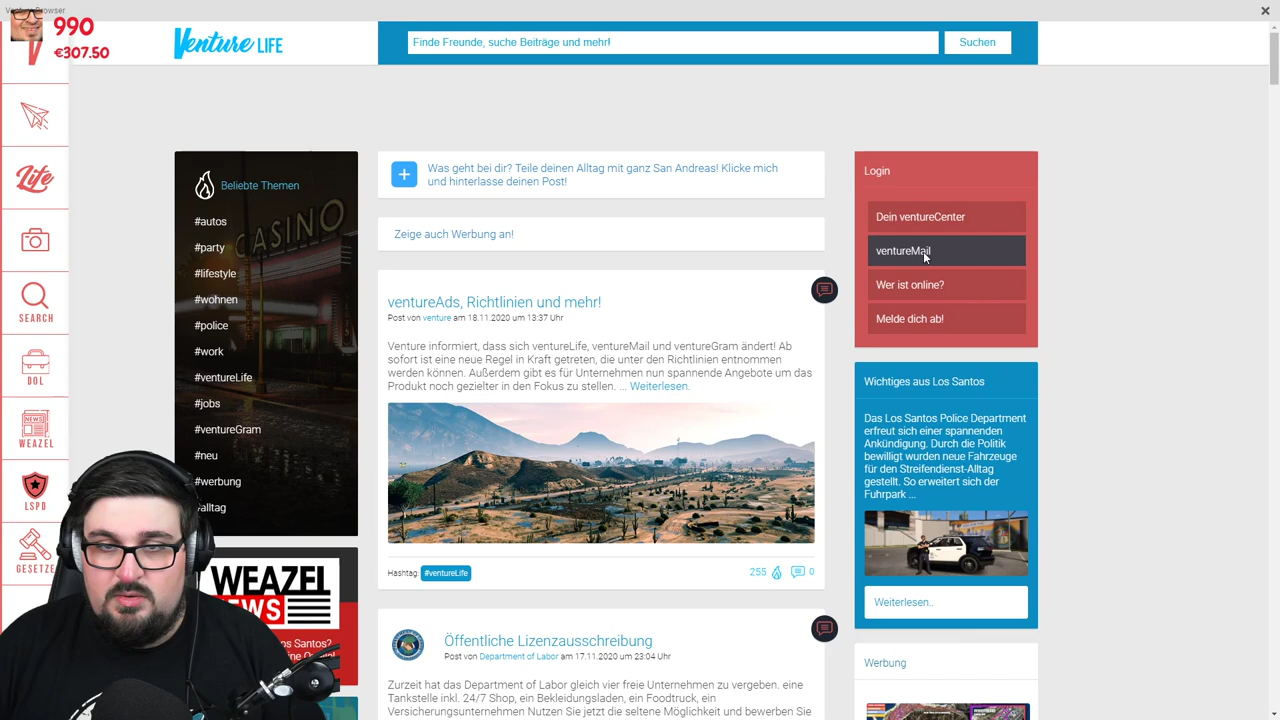 Venture Browser
990
€307.50
Venture LIFE
Finde Freunde, suche Beiträge und mehr!
Suchen
Life
SEARCH
DOL
WEAZEL
LSPD
GESETZE
Beliebte Themen
#autos
#party
#lifestyle
#wohnen
#police
#work
#ventureLife
#jobs
#ventureGram
#neu
#werbung
#alltag
CASINO
WEAZEL
NEWS
Was geht bei dir? Teile deinen Alltag mit ganz San Andreas! Klicke mich
und hinterlasse deinen Post!
Zeige auch Werbung an!
ventureAds, Richtlinien und mehr!
Post von venture am 18.11.2020 um 13:37 Uhr
Venture informiert, dass sich ventureLife, ventureMail und ventureGram ändert! Ab
sofort ist eine neue Regel in Kraft getreten, die unter den Richtlinien entnommen
werden können. Außerdem gibt es für Unternehmen nun spannende Angebote um das
Produkt noch gezielter in den Fokus zu stellen. ... Weiterlesen.
Hashtag: #ventureLife
255
0
Öffentliche Lizenzausschreibung
Post von Department of Labor am 17.11.2020 um 23:04 Uhr
Zurzeit hat das Department of Labor gleich vier freie Unternehmen zu vergeben. eine
Tankstelle inkl. 24/7 Shop, ein Bekleidungsladen, ein Foodtruck, ein
Versicherungsunternehmen Nutzen Sie jetzt die seltene Möglichkeit und bewerben Sie
Login
Dein ventureCenter
ventureMail
Wer ist online?
Melde dich ab!
Wichtiges aus Los Santos
Das Los Santos Police Department
erfreut sich einer spannenden
Ankündigung. Durch die Politik
bewilligt wurden neue Fahrzeuge
für den Streifendienst-Alltag
gestellt. So erweitert sich der
Fuhrpark ...
Weiterlesen..
Werbung